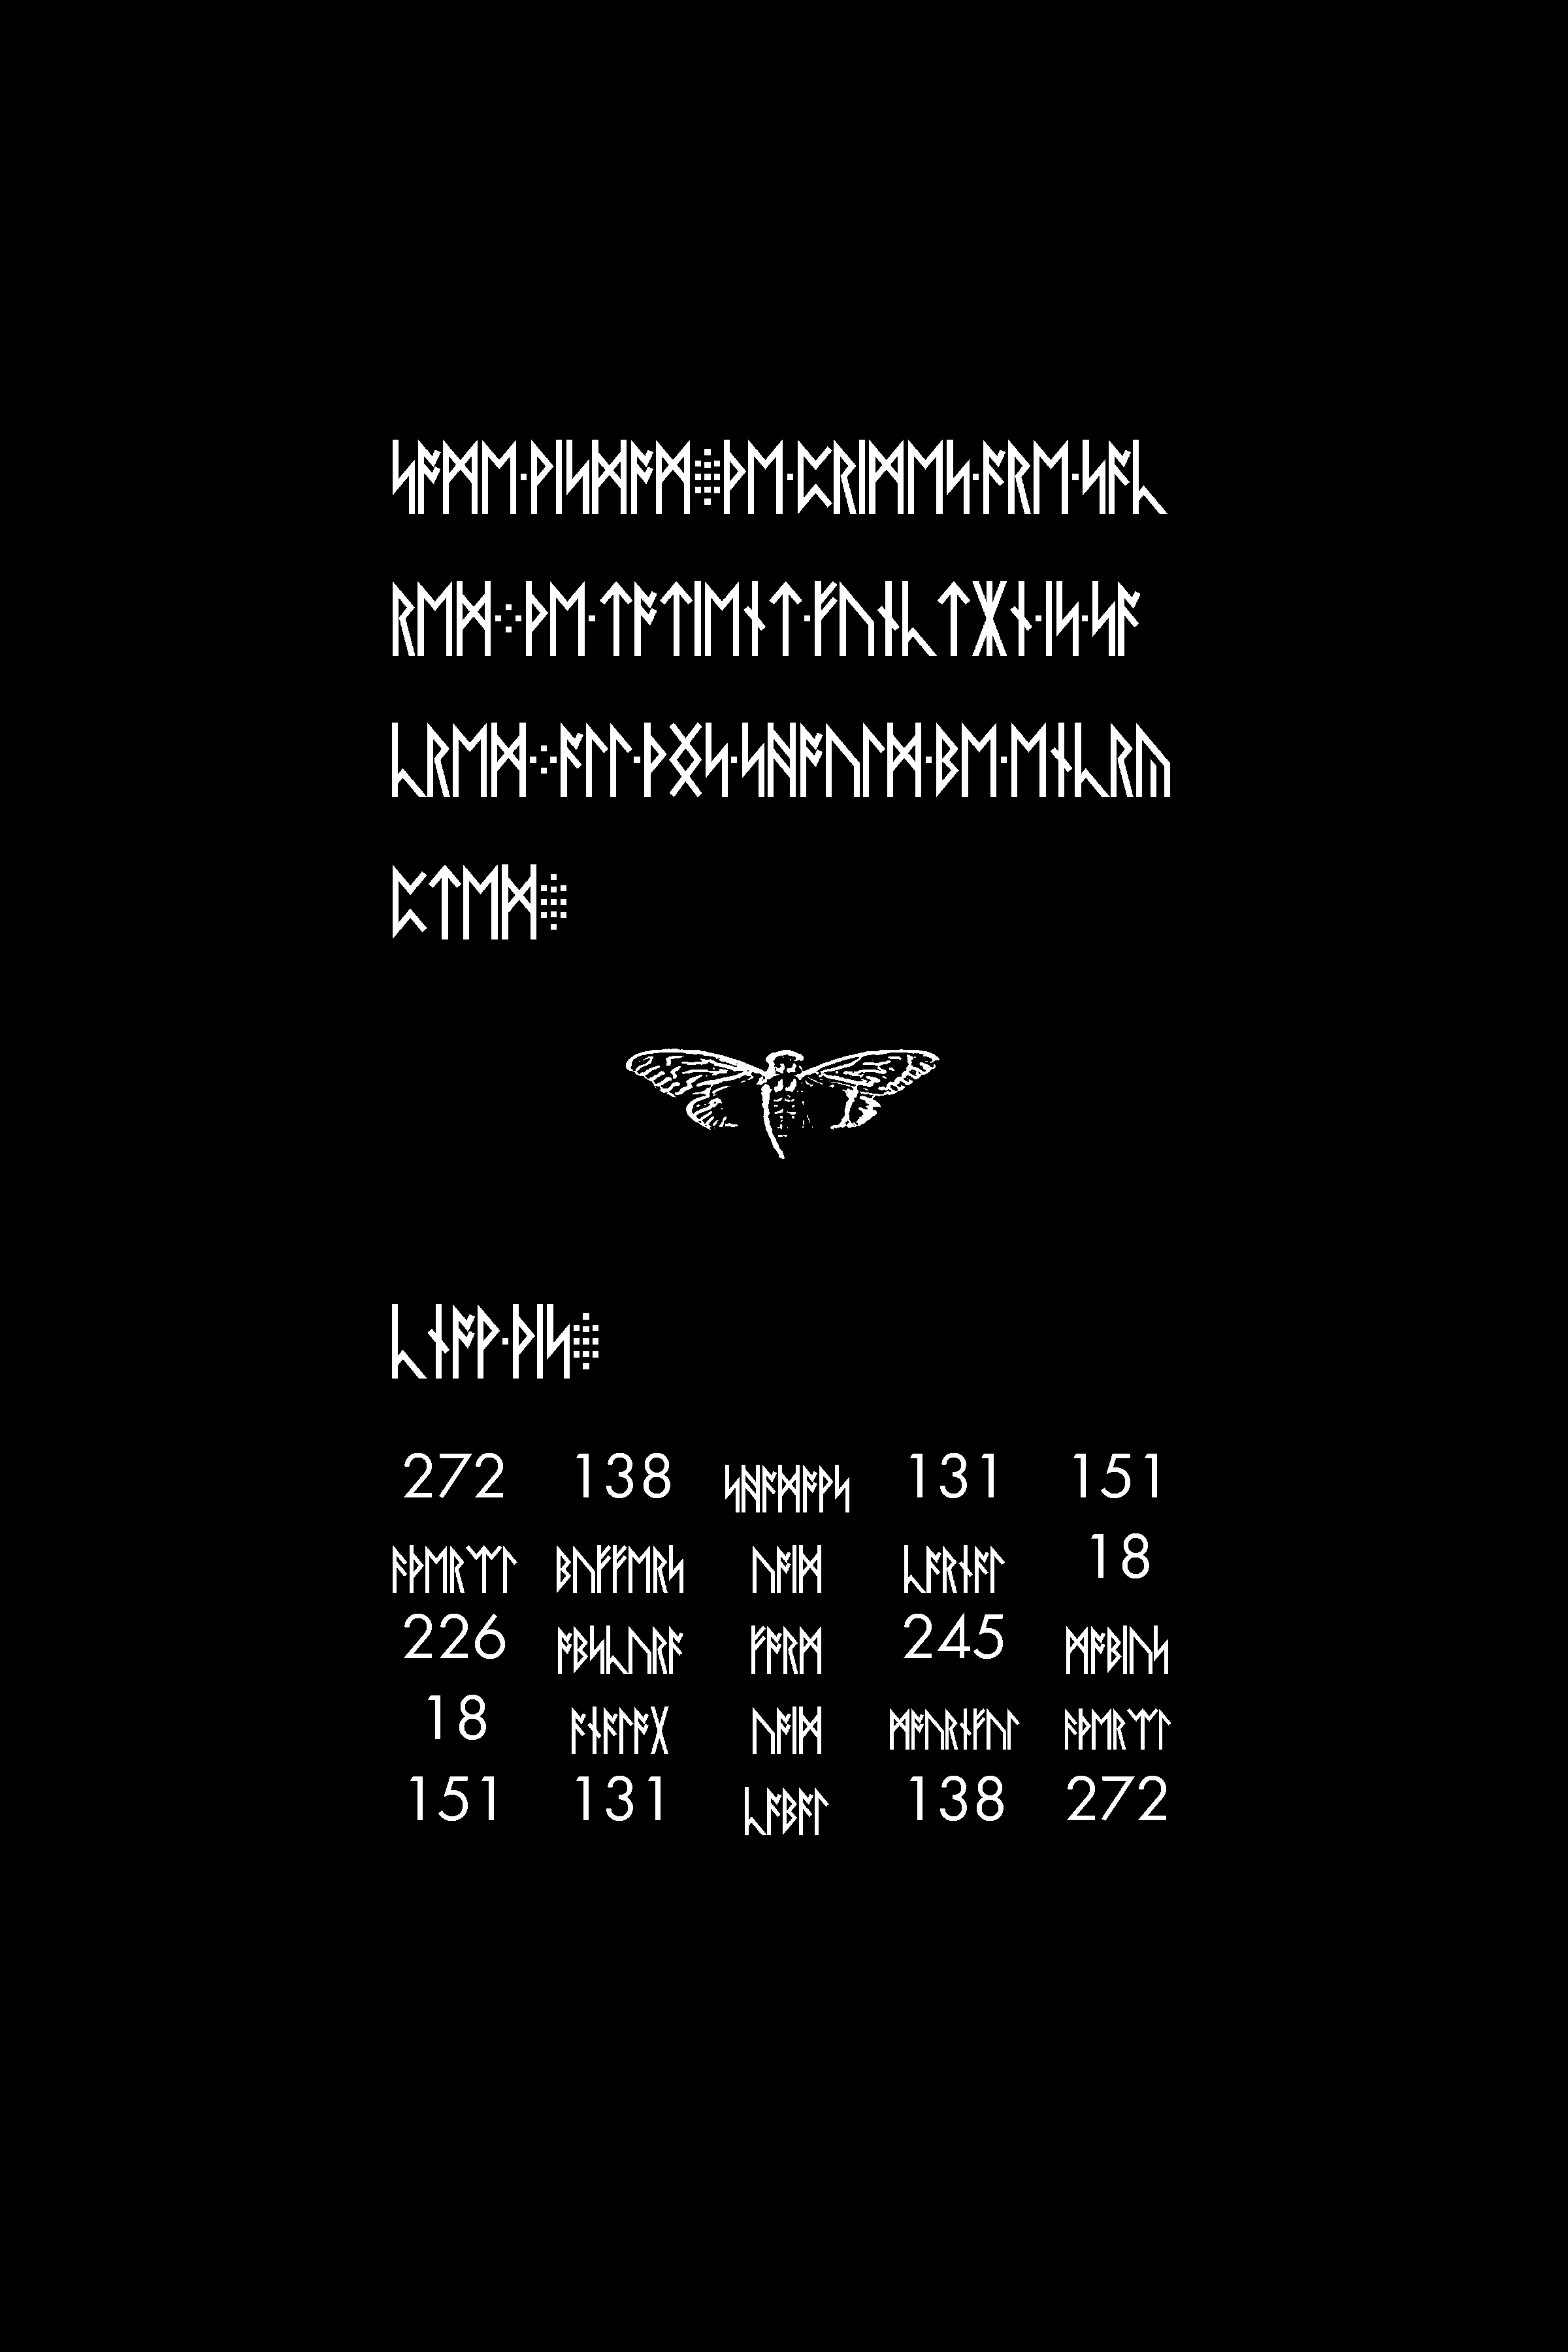 ᛋᚩᛗᛖ·ᚹᛁᛋᛞᚩᛗ⁘ᚦᛖ·ᛈᚱᛁᛗᛖᛋ·ᚪᚱᛖ·ᛋᚪᚳ
ᚱᛖᛞ⁘ᚦᛖ·ᛏᚩᛏᛁᛖᚾᛏ·ᚠᚢᚾᚳᛏᛡᚾ·ᛁᛋ·ᛋᚪ
ᚳᚱᛖᛞ⁘ᚪᛚᛚ·ᚦᛝᛋ·ᛋᚻᚩᚢᛚᛞ·ᛒᛖ·ᛖᚾᚳᚱᚣ
ᛈᛏᛖᛞ⁘
ᚳᚾᚩᚹ·ᚦᛁᛋ⁘
272 138 ᛋᚻᚪᛞᚩᚹᛋ 131 151
ᚫᚦᛖᚱᛠᛚ ᛒᚢᚠᚠᛖᚱᛋ ᚢᚩᛁᛞ ᚳᚪᚱᚾᚪᛚ 18
226 ᚩᛒᛋᚳᚢᚱᚪ ᚠᚩᚱᛗ 245 ᛗᚩᛒᛁᚢᛋ
18 ᚪᚾᚪᛚᚩᚷ ᚢᚩᛁᛞ ᛗᚩᚢᚱᚾᚠᚢᛚ ᚫᚦᛖᚱᛠᛚ
151 131 ᚳᚪᛒᚪᛚ 138 272